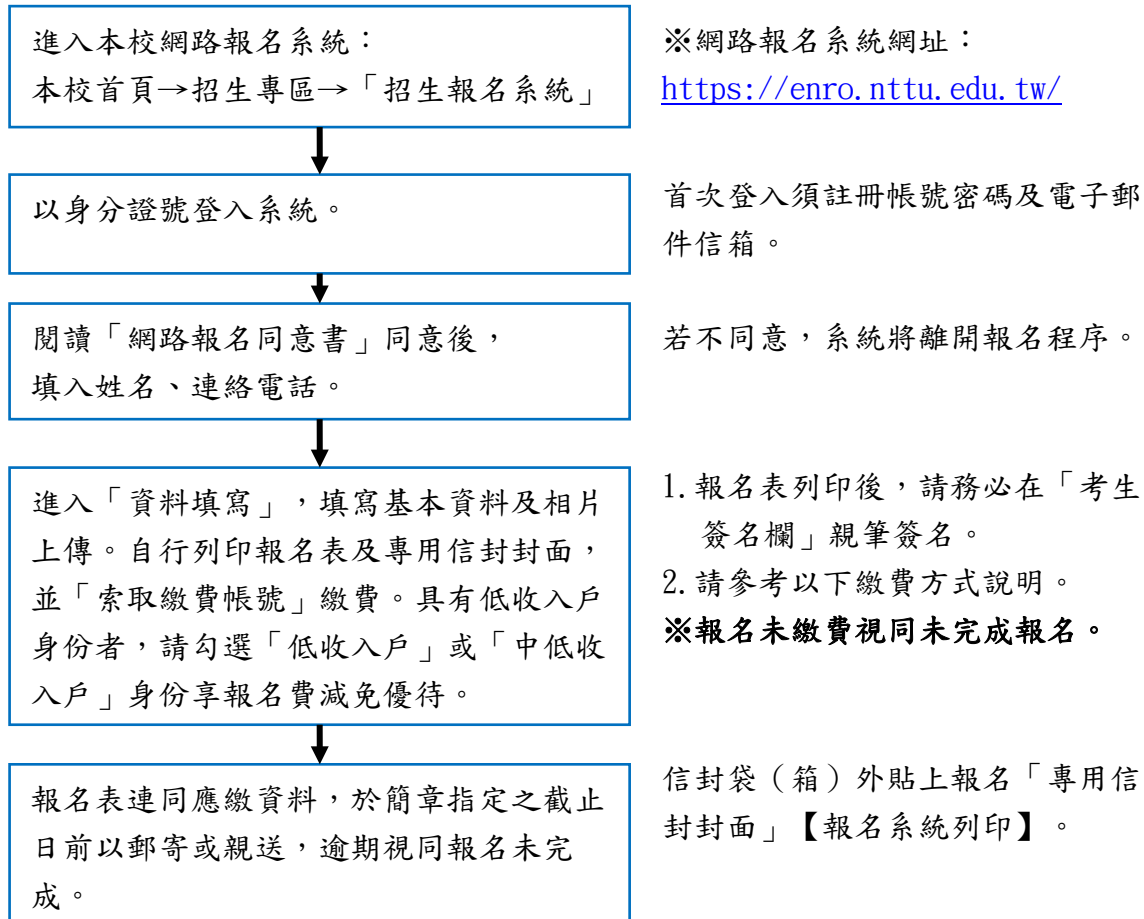 進入本校網路報名系統：
本校首頁→招生專區→「招生報名系統」
※網路報名系統網址：
https://enro.nttu.edu.tw/
以身分證號登入系統。
首次登入須註冊帳號密碼及電子郵
件信箱。
閱讀「網路報名同意書」同意後，
填入姓名、連絡電話。
若不同意，系統將離開報名程序。
進入「資料填寫」，填寫基本資料及相片
上傳。自行列印報名表及專用信封封面，
並「索取繳費帳號」繳費。具有低收入戶
身份者，請勾選「低收入戶」或「中低收
入戶」身份享報名費減免優待。
1.報名表列印後，請務必在「考生
簽名欄」親筆簽名。
2.請參考以下繳費方式說明。
※報名未繳費視同未完成報名。
報名表連同應繳資料，於簡章指定之截止
日前以郵寄或親送，逾期視同報名未完
成。
信封袋（箱）外貼上報名「專用信
封封面」【報名系統列印】。